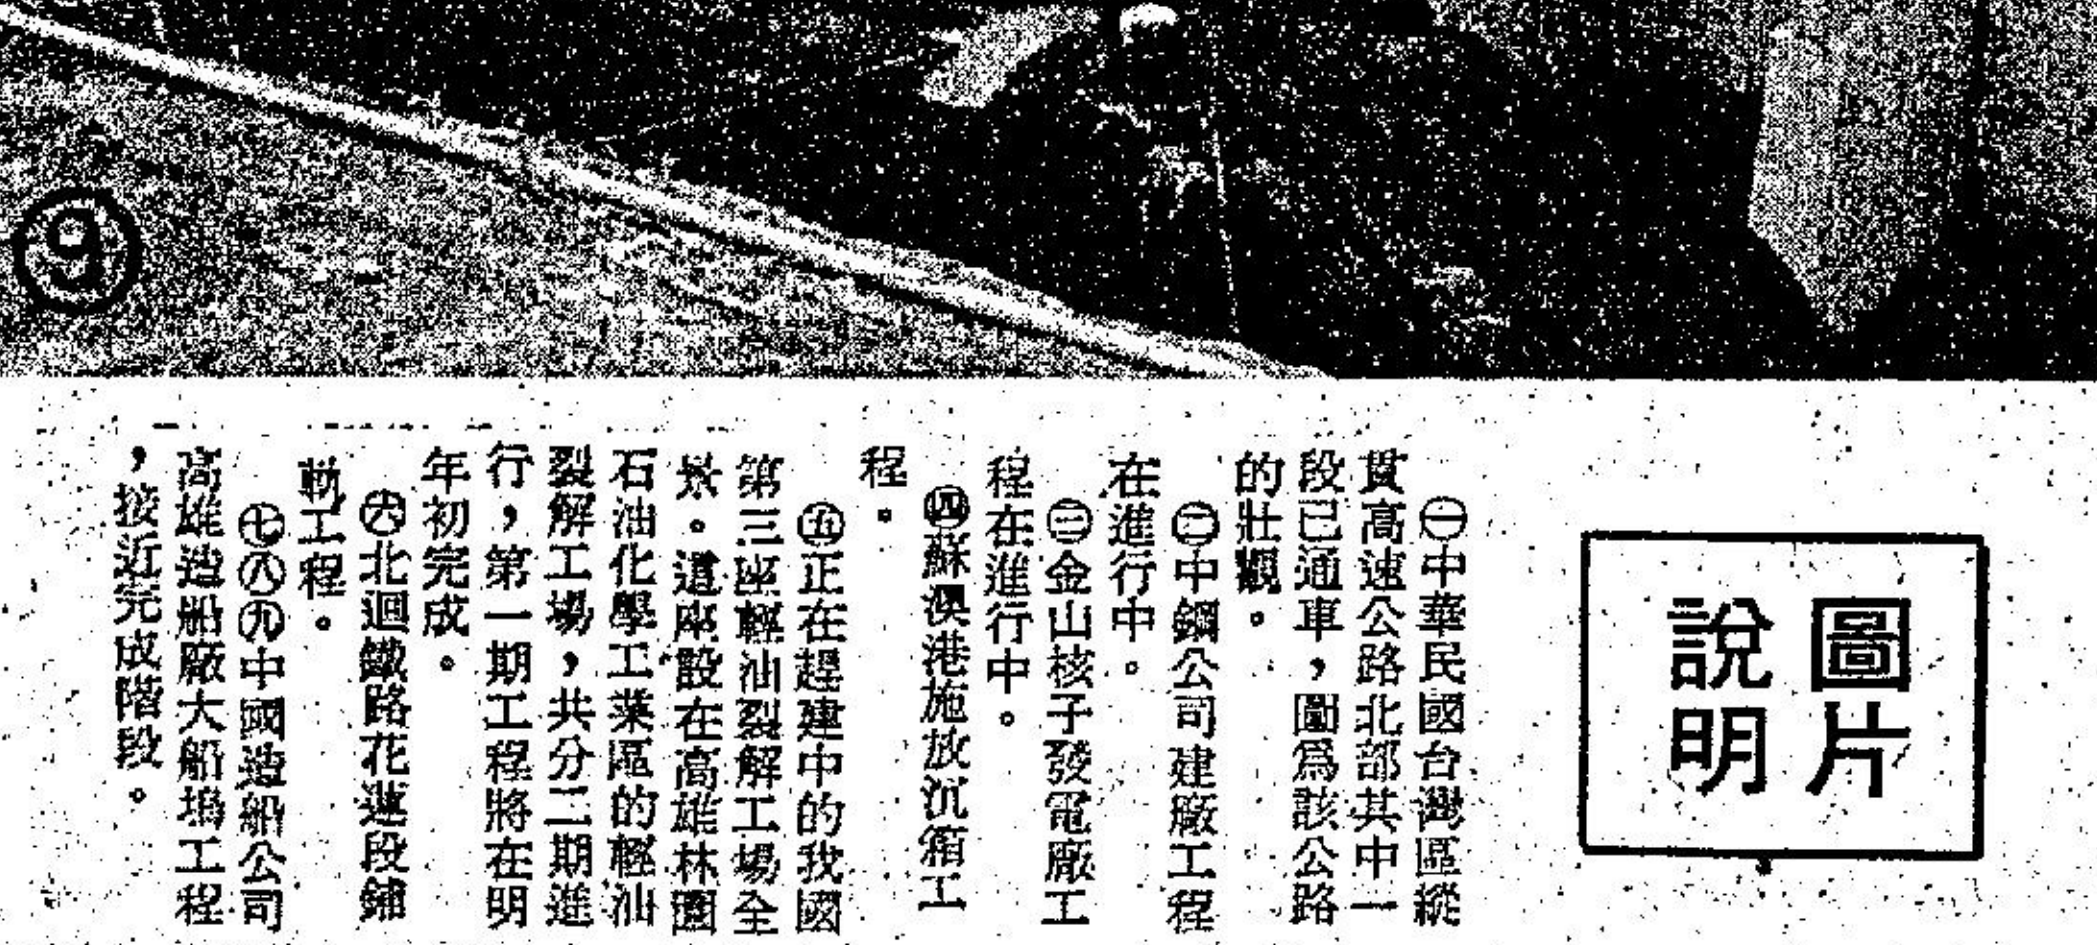 ⑨
圖片
說明
㊀中華民國台灣區縱
貫高速公路北部其中一
段已通車，圖為該公路
的壯觀。
㊁中鋼公司建廠工程
在進行中。
㊂金山核子發電廠工
程在進行中。
㊃蘇澳港施放沉箱工
程。
㊄正在趕建中的我國
第三座輕油裂解工場全
景。這座設在高雄林園
石油化學工業區的輕油
裂解工場，共分二期進
行，第一期工程將在明
年初完成。
㊅北迴鐵路花蓮段鋪
軌工程。
㊆㊇㊈中國造船公司
高雄造船廠大船塢工程
，接近完成階段。